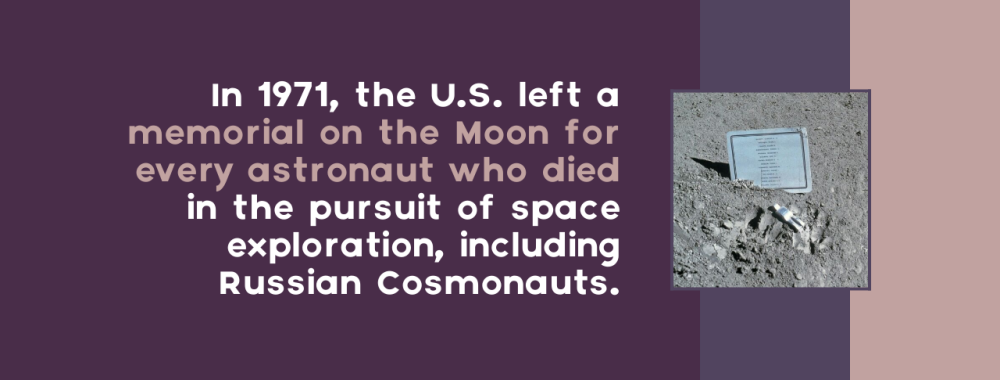 In 1971, the U.S. left a
memorial on the Moon for
every astronaut who died
in the pursuit of space
exploration, including
Russian Cosmonauts.